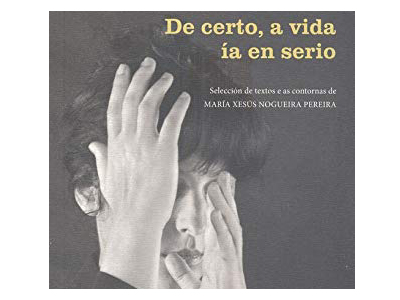 De certo, a vida
ía en serio
Selección de textos e as contornas de
MARÍA XESÚS NOGUEIRA PEREIRA